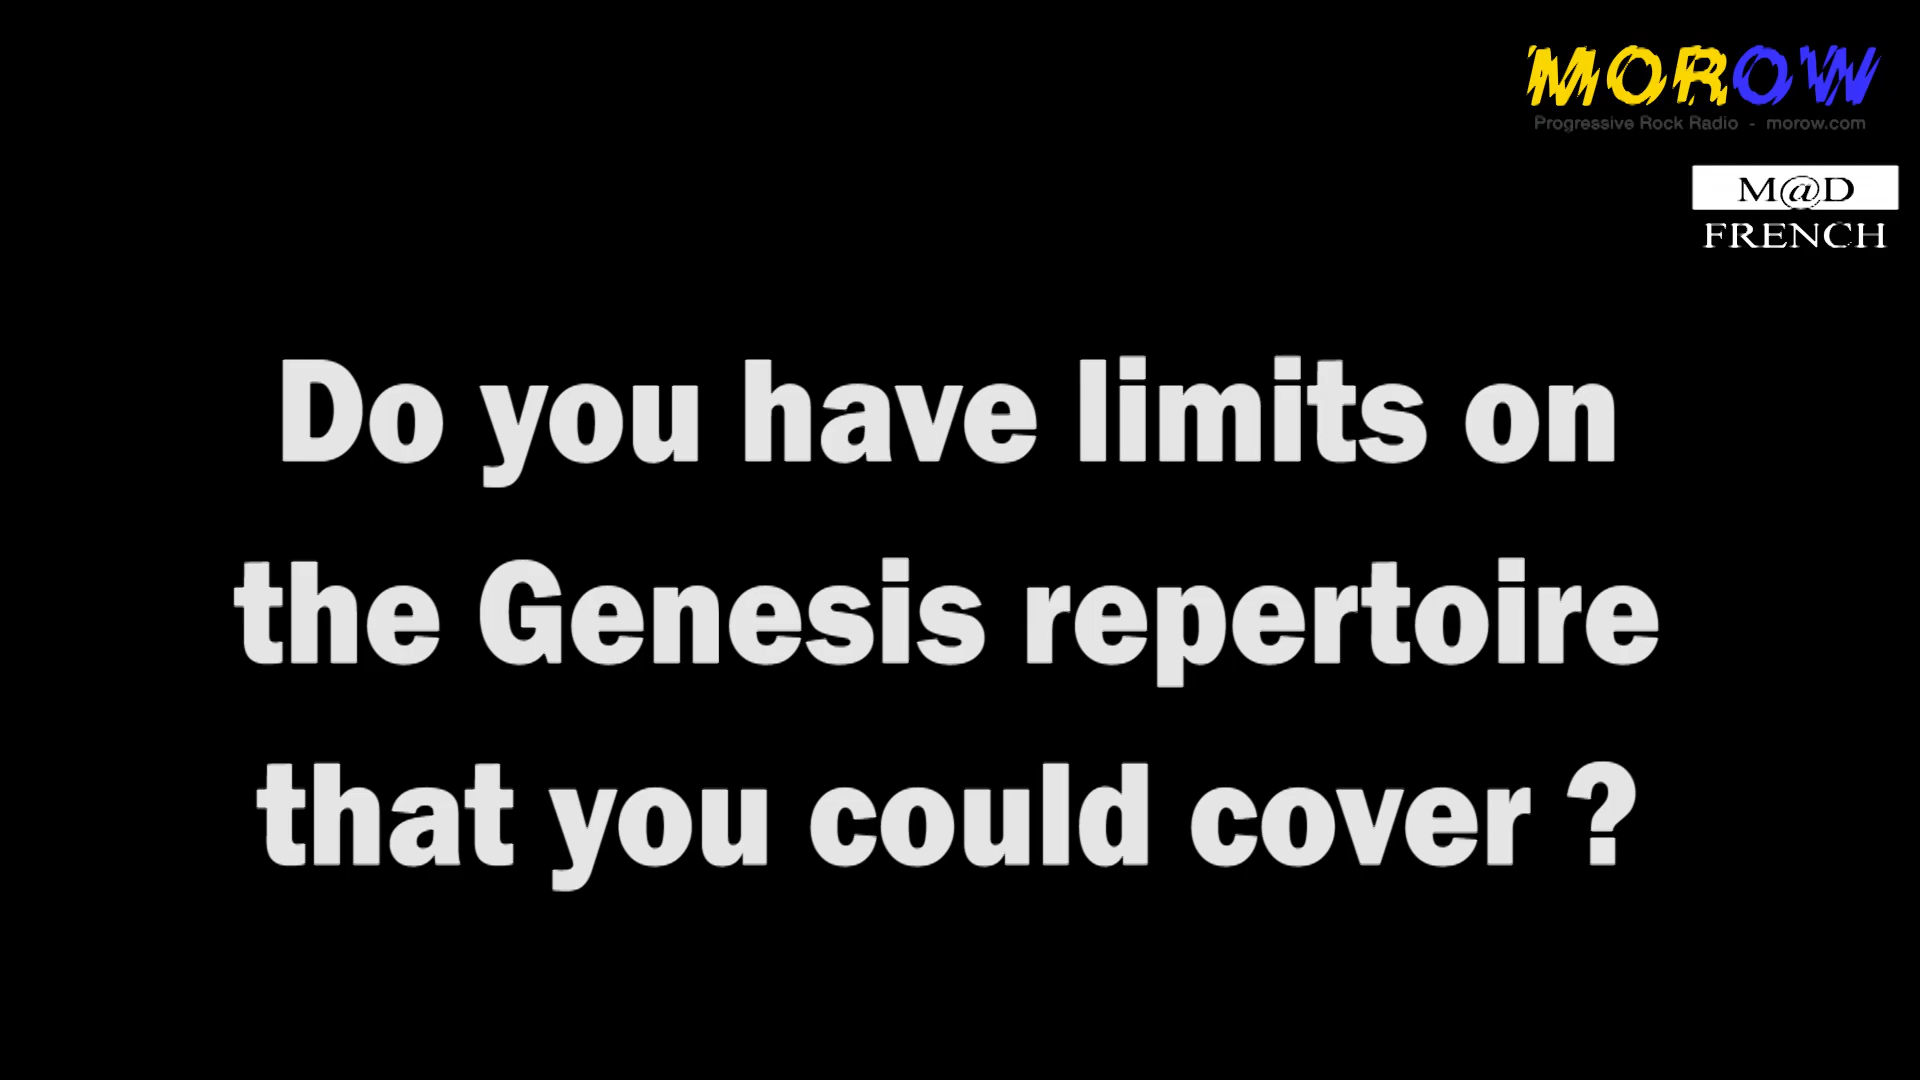 MOROW
Progressive Rock Radio - morow.com
M@D
FRENCH
Do you have limits on
the Genesis repertoire
that you could cover ?